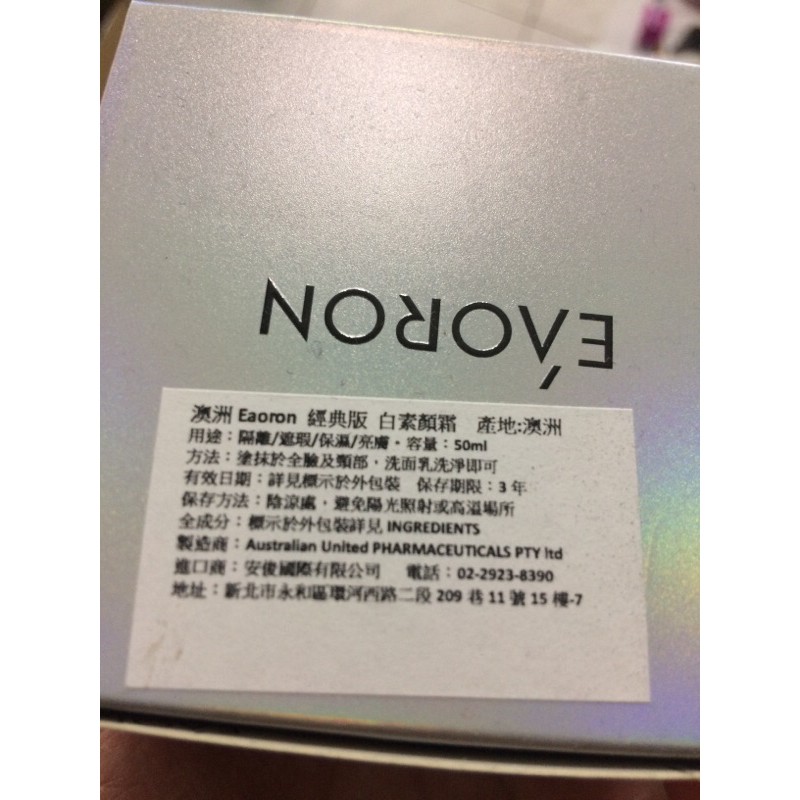 EÁORON
澳洲 Eaoron 經典版 白素顏霜 產地:澳洲
用途：隔離/遮瑕/保濕/亮膚。容量：50ml
方法：塗抹於全臉及頸部，洗面乳洗淨即可
有效日期：詳見標示於外包裝 保存期限：3 年
保存方法：陰涼處，避免陽光照射或高溫場所
全成分：標示於外包裝詳見 INGREDIENTS
製造商：Australian United PHARMACEUTICALS PTY ltd
進口商：安俊國際有限公司 電話：02-2923-8390
地址：新北市永和區環河西路二段 209 巷 11 號 15 樓-7